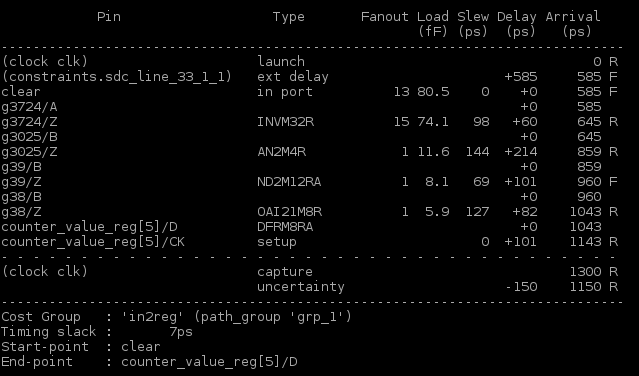 Pin Type Fanout Load Slew Delay Arrival
(fF) (ps) (ps) (ps)
--------------------------------------------------------------------------------
(clock clk) launch 0 R
(constraints.sdc_line_33_1_1) ext delay +585 585 F
clear in port 13 80.5 0 +0 585 F
g3724/A +0 585
g3724/Z INVM32R 15 74.1 98 +60 645 R
g3025/B +0 645
g3025/Z AN2M4R 1 11.6 144 +214 859 R
g39/B +0 859
g39/Z ND2M12RA 1 8.1 69 +101 960 F
g38/B +0 960
g38/Z OAI21M8R 1 5.9 127 +82 1043 R
counter_value_reg[5]/D DFRM8RA +0 1043
counter_value_reg[5]/CK setup 0 +101 1143 R
- - - - - - - - - - - - - - - - - - - - - - - - - - - - - - - - - - - - - - - -
(clock clk) capture 1300 R
uncertainty -150 1150 R
--------------------------------------------------------------------------------
Cost Group : 'in2reg' (path_group 'grp_1')
Timing slack : 7ps
Start-point : clear
End-point : counter_value_reg[5]/D